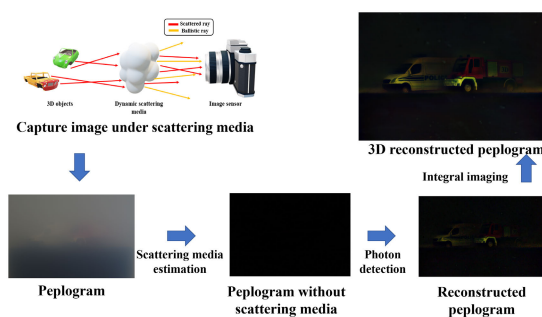 Scattered ray
Ballistic ray
3D objects
Dynamic scattering
media
Image sensor
Capture image under scattering media
3D reconstructed peplogram
Integral imaging
Scattering media
estimation
Photon
detection
Peplogram
Peplogram without
scattering media
Reconstructed
peplogram